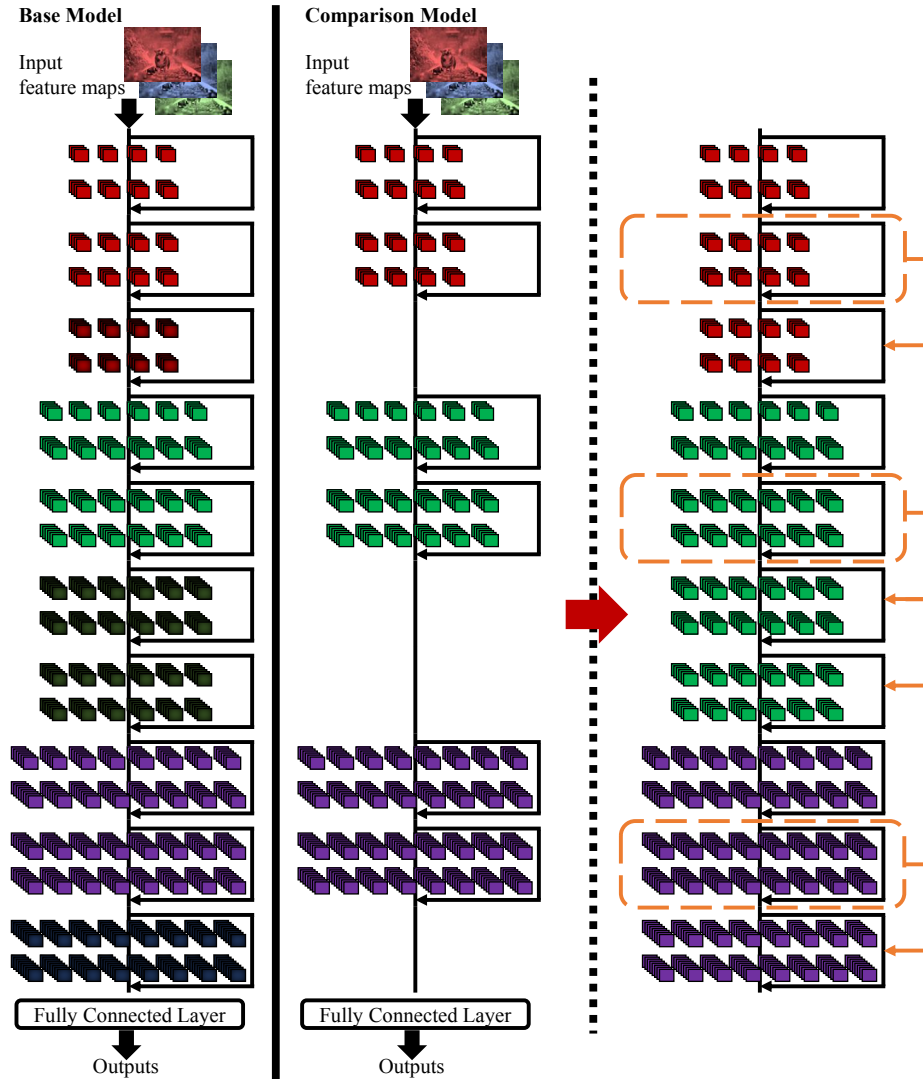 Base Model
Input
feature maps
Fully Connected Layer
Outputs
Comparison Model
Input
feature maps
Fully Connected Layer
Outputs